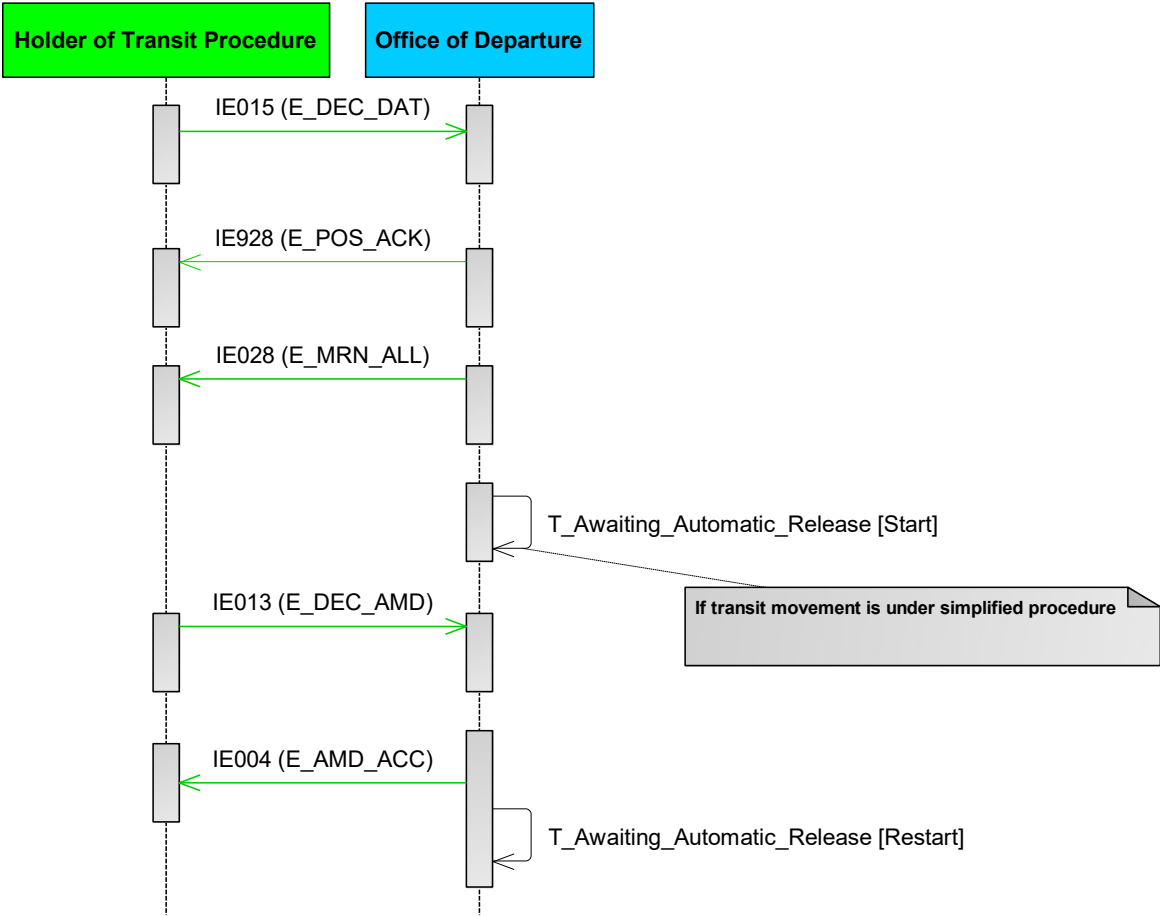 Holder of Transit Procedure
Office of Departure
IE015 (E_DEC_DAT)
IE928 (E_POS_ACK)
IE028 (E_MRN_ALL)
T_Awaiting_Automatic_Release [Start]
IE013 (E_DEC_AMD)
If transit movement is under simplified procedure
IE004 (E_AMD_ACC)
T_Awaiting_Automatic_Release [Restart]